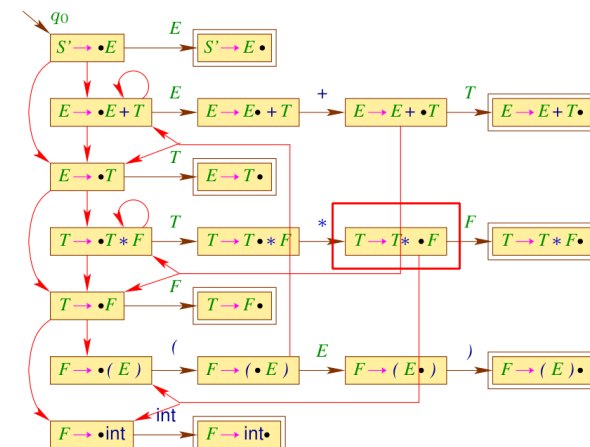 q₀
E
S' → •E S' → E•
E + T
E → •E+T E → E•+T E → E+•T E → E+T•
T
E → •T E → T•
T * F
T → •T*F T → T•*F T → T*•F T → T*F•
F
T → •F T → F•
( E )
F → •(E) F → (•E) F → (E•) F → (E)•
int
F → •int F → int•